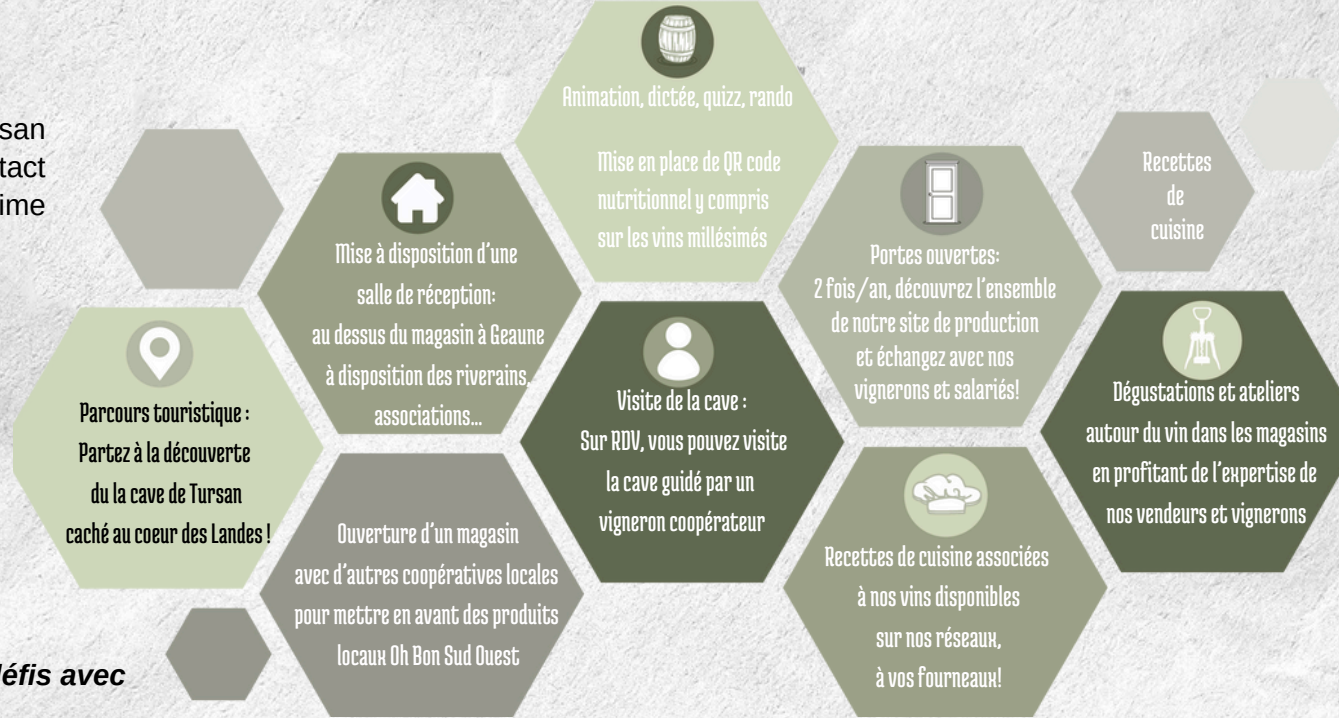 san
tact
ime
Animation, dictée, quizz, rando
Mise en place de QR code
nutritionnel y compris
sur les vins millésimés
Recettes
de
cuisine
Mise à disposition d'une
salle de réception:
au dessus du magasin à Geaune
à disposition des riverains,
associations...
Portes ouvertes:
2 fois/an, découvrez l'ensemble
de notre site de production
et échangez avec nos
vignerons et salariés!
Parcours touristique :
Partez à la découverte
du la cave de Tursan
caché au coeur des Landes !
Visite de la cave :
Sur RDV, vous pouvez visite
la cave guidé par un
vigneron coopérateur
Dégustations et ateliers
autour du vin dans les magasins
en profitant de l'expertise de
nos vendeurs et vignerons
Ouverture d'un magasin
avec d'autres coopératives locales
pour mettre en avant des produits
locaux Oh Bon Sud Ouest
Recettes de cuisine associées
à nos vins disponibles
sur nos réseaux,
à vos fourneaux!
éfis avec